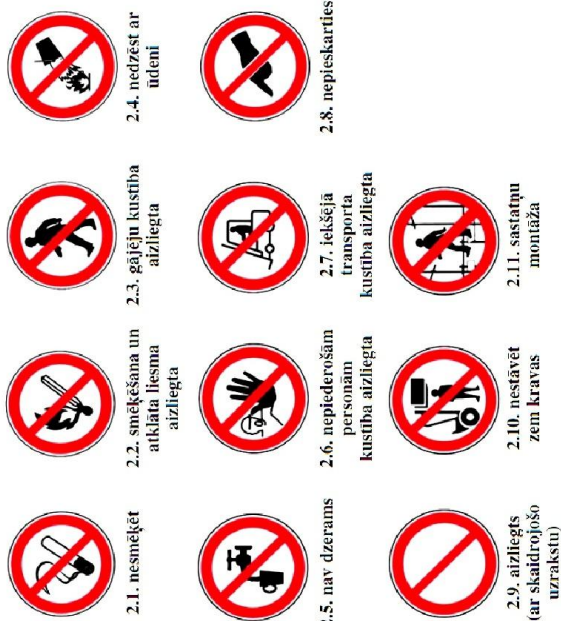 2.1. nesmēķēt
2.2. smēķēšana un
atklāta liesma
aizliegta
2.3. gājēju kustība
aizliegta
2.4. nedzēst ar
ūdeni
2.5. nav dzerams
2.6. nepiederošām
personām
kustība aizliegta
2.7. iekšējā
transporta
kustība aizliegta
2.8. nepieskarties
2.9. aizliegts
(ar skaidrojošo
uzrakstu)
2.10. nestāvēt
zem kravas
2.11. sastatņu
montāža